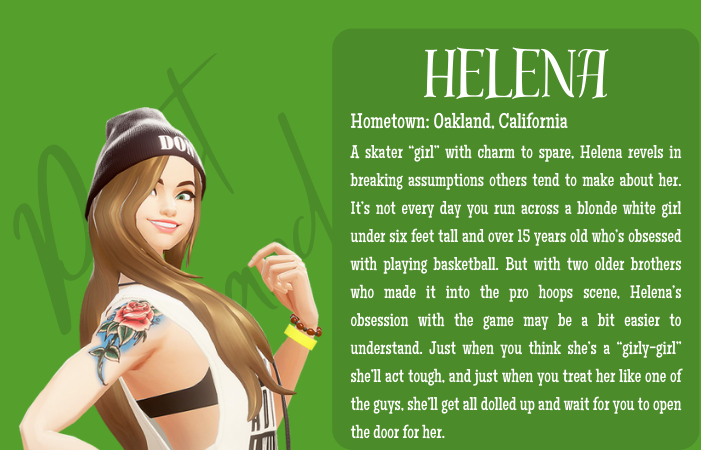 HELENA
Hometown: Oakland, California
A skater “girl” with charm to spare, Helena revels in
breaking assumptions others tend to make about her.
It’s not every day you run across a blonde white girl
under six feet tall and over 15 years old who’s obsessed
with playing basketball. But with two older brothers
who made it into the pro hoops scene, Helena’s
obsession with the game may be a bit easier to
understand. Just when you think she’s a “girly-girl”
she’ll act tough, and just when you treat her like one of
the guys, she’ll get all dolled up and wait for you to open
the door for her.